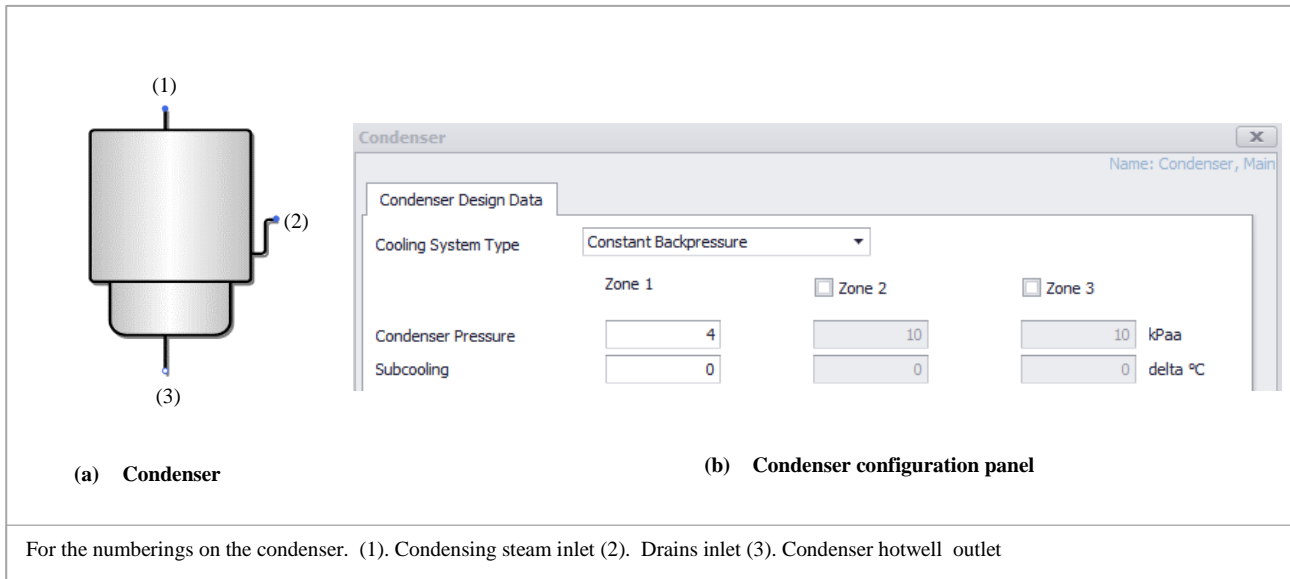 (1)
(2)
(3)
(a) Condenser
Condenser
Name: Condenser, Main
Condenser Design Data
Cooling System Type Constant Backpressure
Zone 1 Zone 2 Zone 3
Condenser Pressure 4 10 10 kPaa
Subcooling 0 0 0 delta ºC
(b) Condenser configuration panel
For the numberings on the condenser. (1). Condensing steam inlet (2). Drains inlet (3). Condenser hotwell outlet